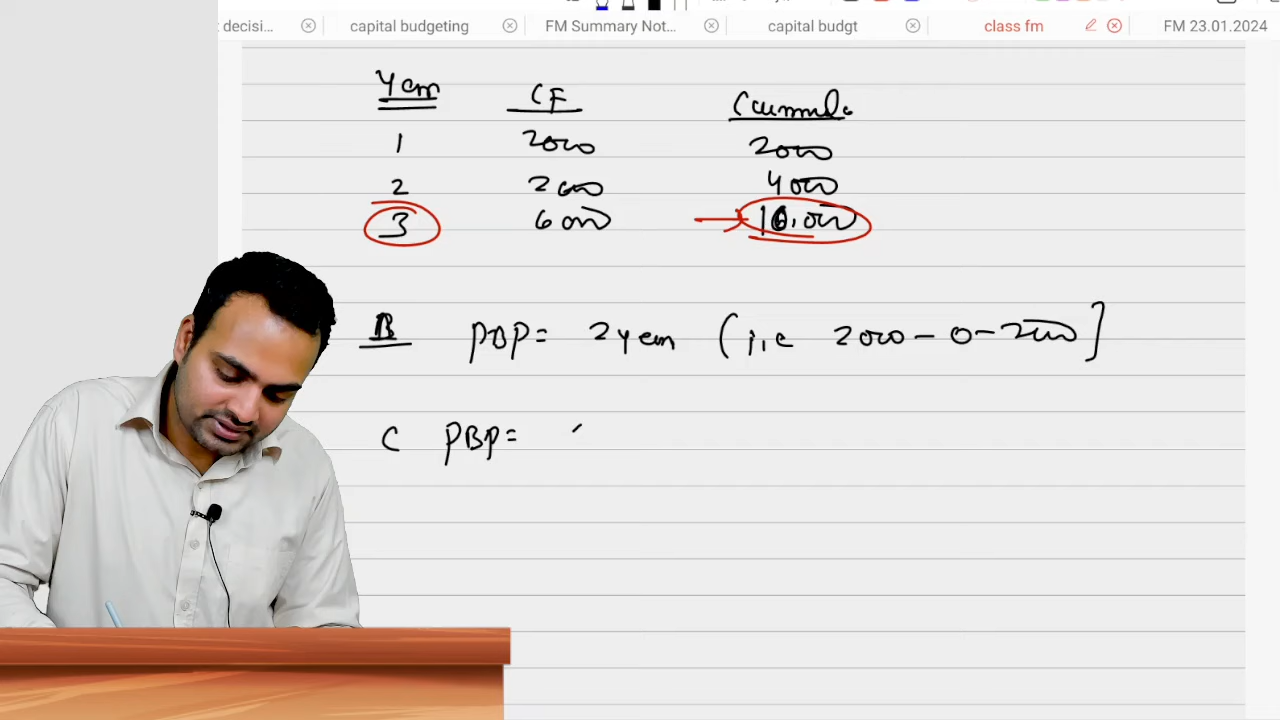 t decisi...
capital budgeting
FM Summary Not...
capital budgt
class fm
FM 23.01.2024
Year CF Cummula
1 2000 2000
2 2000 4000
3 6000 10,000
B PBP= 2 year (i,e 2000 - 0 - 2000]
C PBP=